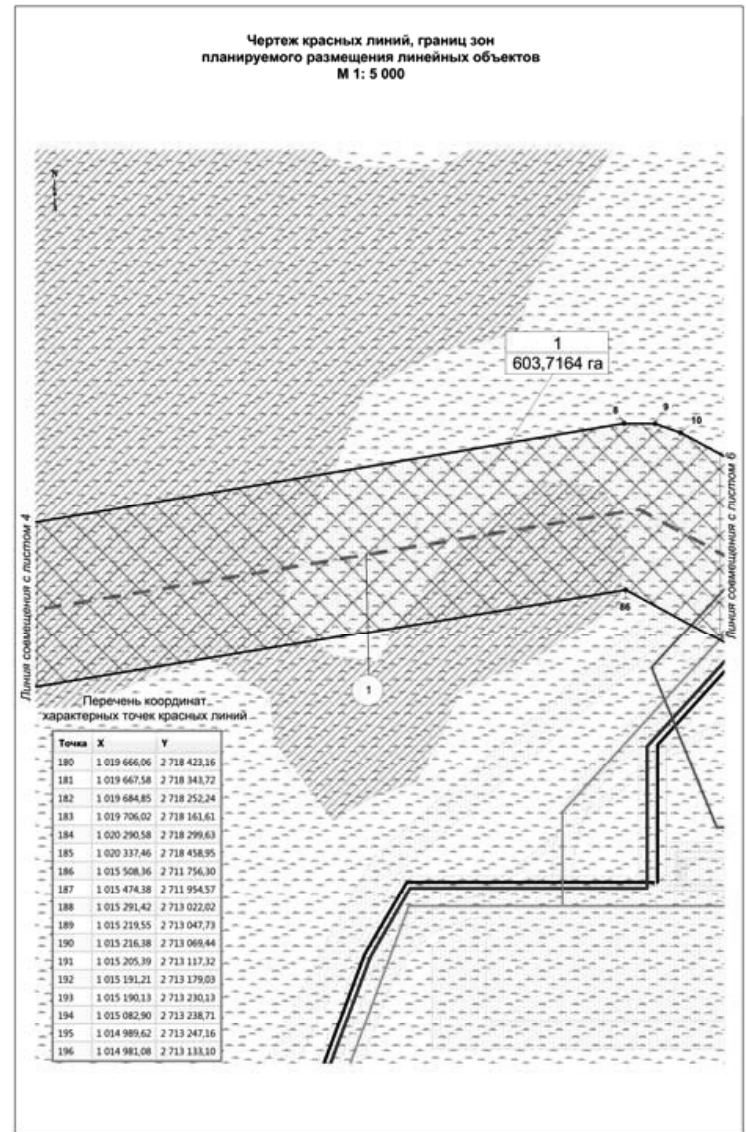 Чертеж красных линий, границ зон
планируемого размещения линейных объектов
М 1: 5 000
1
603,7164 га
8
9
10
Линия совмещения с листом 4
Линия совмещения с листом 6
86
1
Перечень координат
характерных точек красных линий
Точка X Y
180 1 019 666,06 2 718 423,16
181 1 019 667,58 2 718 343,72
182 1 019 684,85 2 718 252,24
183 1 019 706,02 2 718 161,61
184 1 020 290,58 2 718 299,63
185 1 020 337,46 2 718 458,95
186 1 015 508,36 2 711 756,30
187 1 015 474,38 2 711 954,57
188 1 015 291,42 2 713 022,02
189 1 015 219,55 2 713 047,73
190 1 015 216,38 2 713 069,44
191 1 015 205,39 2 713 117,32
192 1 015 191,21 2 713 179,03
193 1 015 190,13 2 713 230,13
194 1 015 082,90 2 713 238,71
195 1 014 989,62 2 713 247,16
196 1 014 981,08 2 713 133,10